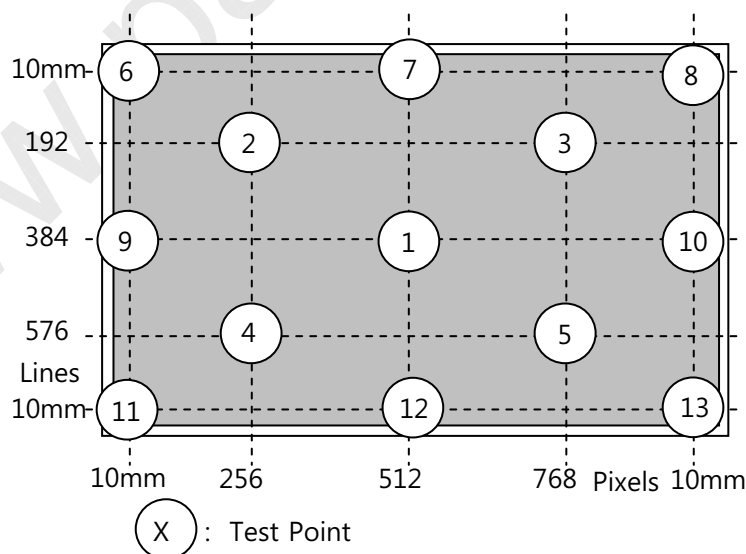 10mm 6 7 8
192 2 3
384 9 1 10
576 4 5
Lines
10mm 11 12 13
10mm 256 512 768 Pixels 10mm
X : Test Point